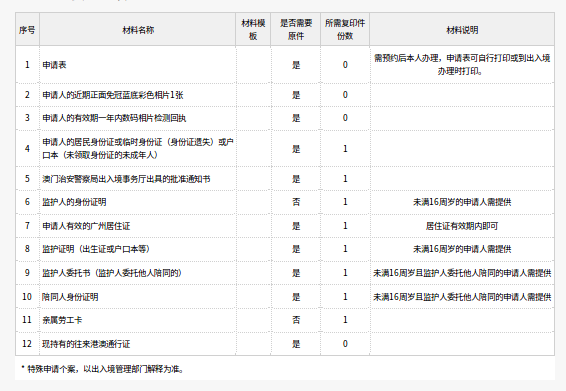 序号 材料名称 材料模板 是否需要原件 所需复印件份数 材料说明
1 申请表 是 0 需预约后本人办理，申请表可自行打印或到出入境办理时打印。
2 申请人的近期正面免冠蓝底彩色相片1张 是 0
3 申请人的有效期一年内数码相片检测回执 是 0
4 申请人的居民身份证或临时身份证（身份证遗失）或户口本（未领取身份证的未成年人） 是 1
5 澳门治安警察局出入境事务厅出具的批准通知书 是 1
6 监护人的身份证明 否 1 未满16周岁的申请人需提供
7 申请人有效的广州居住证 是 1 居住证有效期内即可
8 监护证明（出生证或户口本等） 是 1 未满16周岁的申请人需提供
9 监护人委托书（监护人委托他人陪同的） 是 1 未满16周岁且监护人委托他人陪同的申请人需提供
10 陪同人身份证明 是 1 未满16周岁且监护人委托他人陪同的申请人需提供
11 亲属劳工卡 否 1
12 现持有的往来港澳通行证 是 0
* 特殊申请个案，以出入境管理部门解释为准。